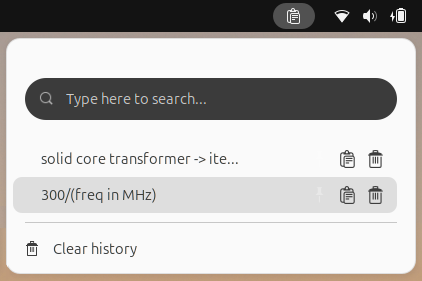 Type here to search...
solid core transformer -> ite...
300/(freq in MHz)
Clear history